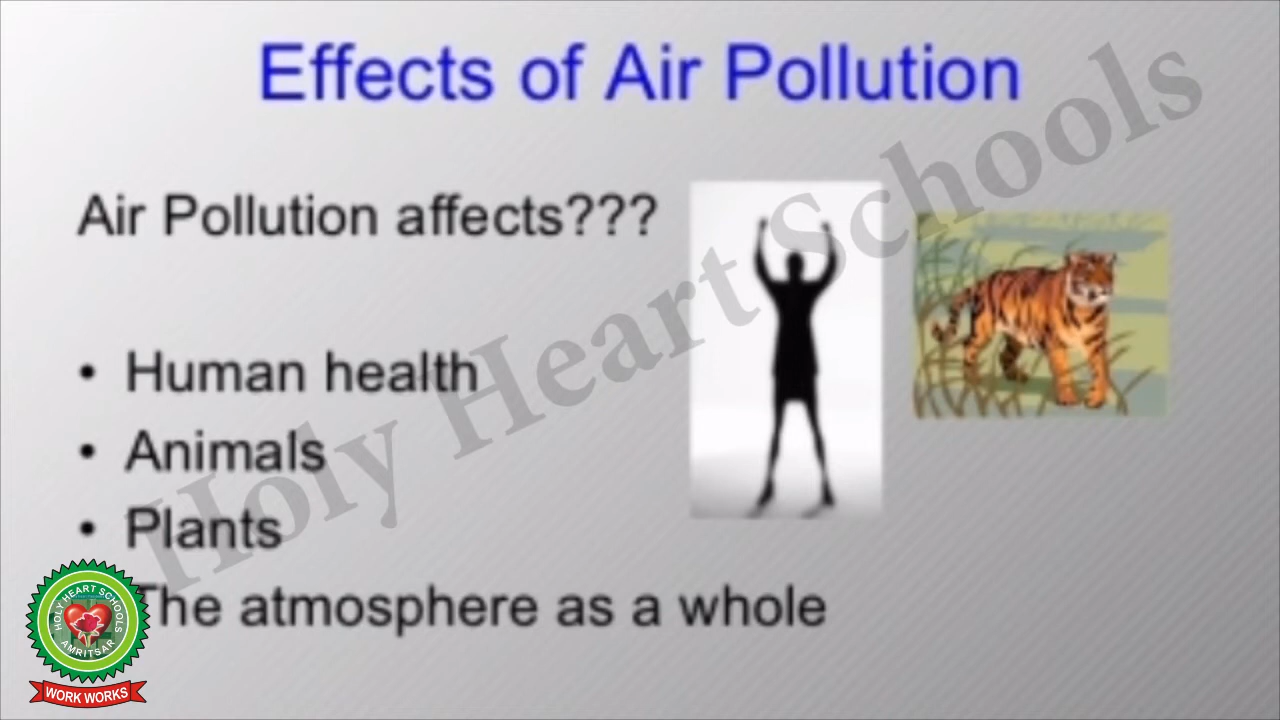 Effects of Air Pollution
Air Pollution affects???
• Human health
• Animals
• Plants
The atmosphere as a whole
Holy Heart Schools
HOLY HEART SCHOOLS
AMRITSAR
WORK WORKS